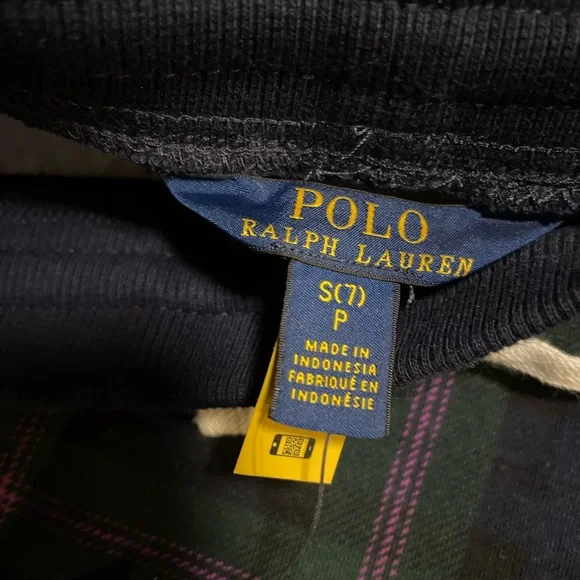 POLO
RALPH LAUREN
S(7)
P
MADE IN
INDONESIA
FABRIQUÉ EN
INDONÉSIE